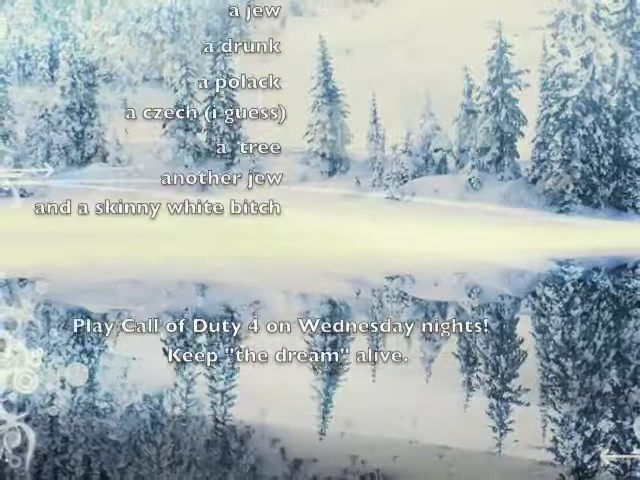 a jew
a drunk
a polack
a czech (i guess)
a tree
another jew
and a skinny white bitch
Play Call of Duty 4 on Wednesday nights!
Keep "the dream" alive.